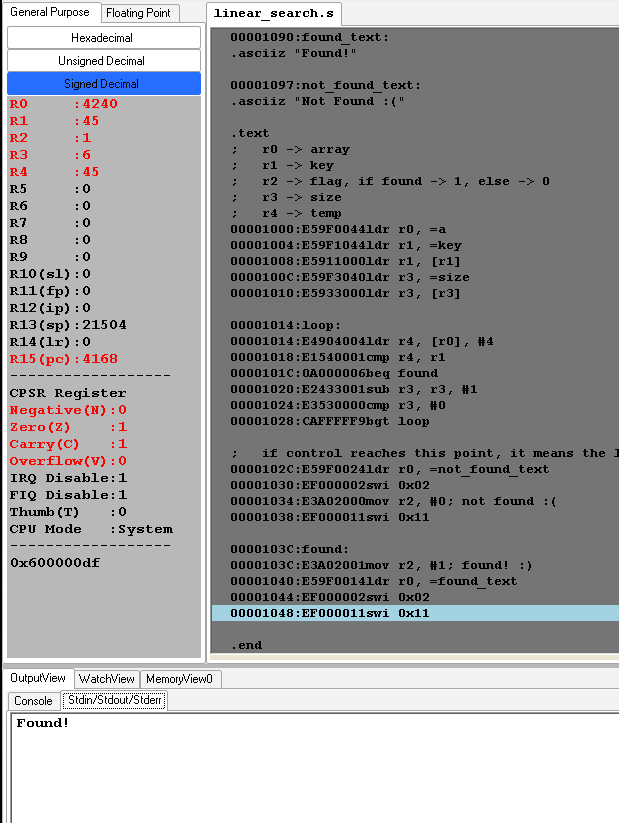 General Purpose Floating Point
Hexadecimal
Unsigned Decimal
Signed Decimal
R0 :4240
R1 :45
R2 :1
R3 :6
R4 :45
R5 :0
R6 :0
R7 :0
R8 :0
R9 :0
R10(sl):0
R11(fp):0
R12(ip):0
R13(sp):21504
R14(lr):0
R15(pc):4168
-------------------
CPSR Register
Negative(N):0
Zero(Z) :1
Carry(C) :1
Overflow(V):0
IRQ Disable:1
FIQ Disable:1
Thumb(T) :0
CPU Mode :System
-------------------
0x600000df
linear_search.s
00001090:found_text:
.asciiz "Found!"
00001097:not_found_text:
.asciiz "Not Found :("
.text
; r0 -> array
; r1 -> key
; r2 -> flag, if found -> 1, else -> 0
; r3 -> size
; r4 -> temp
00001000:E59F0044ldr r0, =a
00001004:E59F1044ldr r1, =key
00001008:E5911000ldr r1, [r1]
0000100C:E59F3040ldr r3, =size
00001010:E5933000ldr r3, [r3]
00001014:loop:
00001014:E4904004ldr r4, [r0], #4
00001018:E1540001cmp r4, r1
0000101C:0A000006beq found
00001020:E2433001sub r3, r3, #1
00001024:E3530000cmp r3, #0
00001028:CAFFFFF9bgt loop
; if control reaches this point, it means the
0000102C:E59F0024ldr r0, =not_found_text
00001030:EF000002swi 0x02
00001034:E3A02000mov r2, #0; not found :(
00001038:EF000011swi 0x11
0000103C:found:
0000103C:E3A02001mov r2, #1; found! :)
00001040:E59F0014ldr r0, =found_text
00001044:EF000002swi 0x02
00001048:EF000011swi 0x11
.end
OutputView WatchView MemoryView0
Console Stdin/Stdout/Stderr
Found!